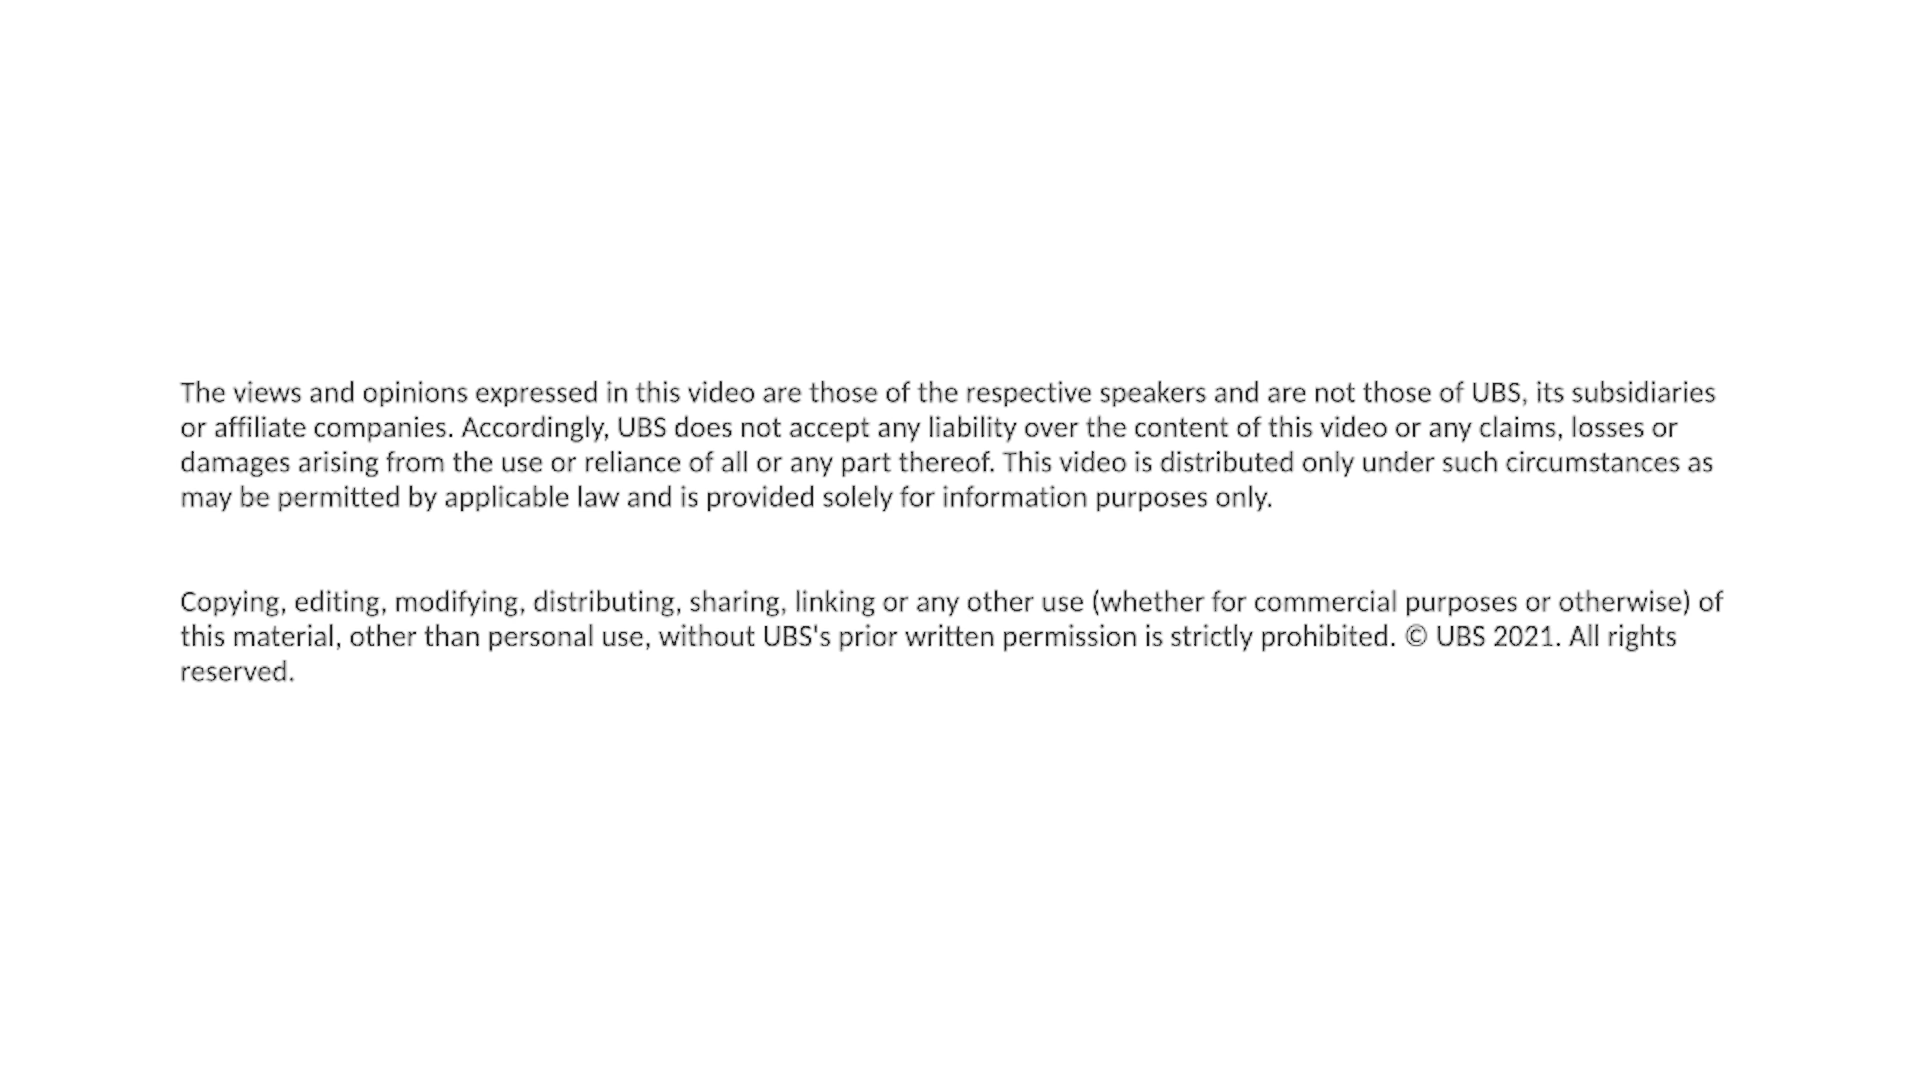 The views and opinions expressed in this video are those of the respective speakers and are not those of UBS, its subsidiaries
or affiliate companies. Accordingly, UBS does not accept any liability over the content of this video or any claims, losses or
damages arising from the use or reliance of all or any part thereof. This video is distributed only under such circumstances as
may be permitted by applicable law and is provided solely for information purposes only.
Copying, editing, modifying, distributing, sharing, linking or any other use (whether for commercial purposes or otherwise) of
this material, other than personal use, without UBS's prior written permission is strictly prohibited. © UBS 2021. All rights
reserved.